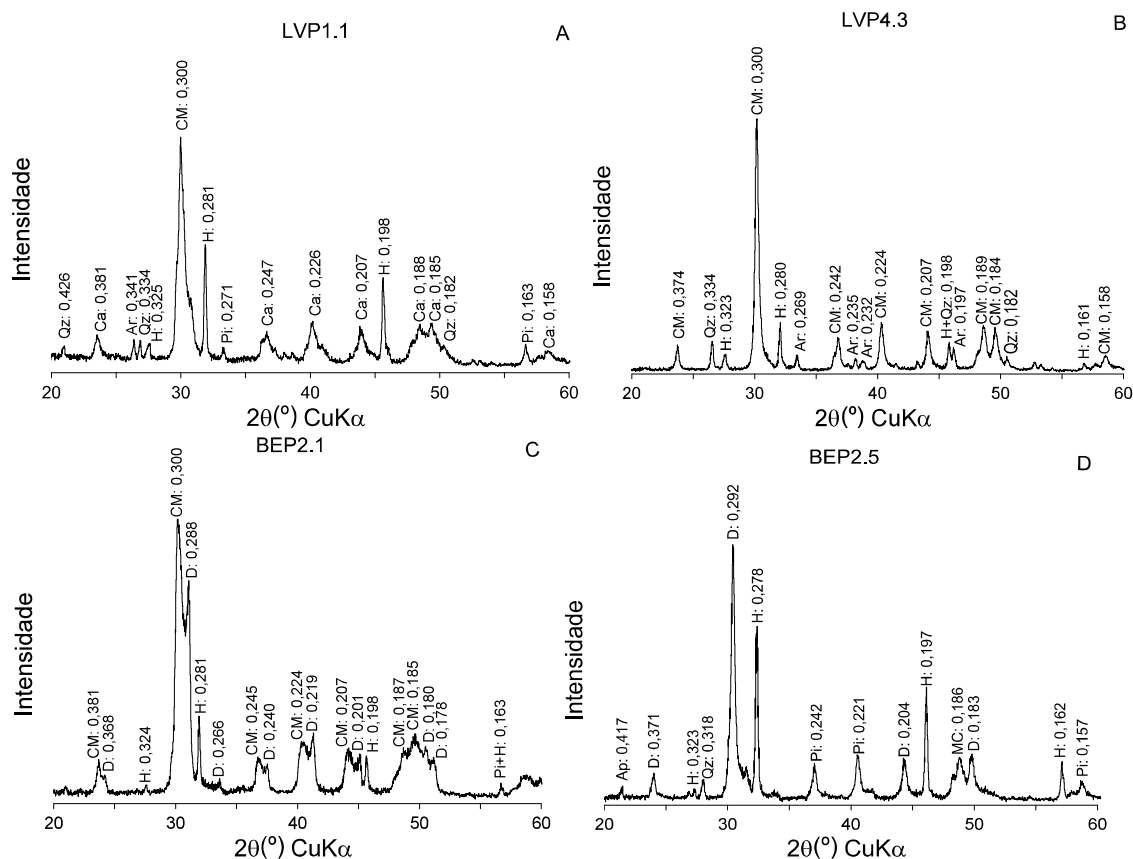 LVP1.1
A
Intensidade
Qz: 0,426
Ca: 0,381
Ar: 0,341
Qz: 0,334
H: 0,325
CM: 0,300
H: 0,281
Pi: 0,271
Ca: 0,247
Ca: 0,226
Ca: 0,207
H: 0,198
Ca: 0,188
Ca: 0,185
Qz: 0,182
Pi: 0,163
Ca: 0,158
20 30 40 50 60
2θ(º) CuKα
LVP4.3
B
Intensidade
CM: 0,374
Qz: 0,334
H: 0,323
CM: 0,300
H: 0,280
Ar: 0,269
CM: 0,242
Ar: 0,235
Ar: 0,232
CM: 0,224
CM: 0,207
H+Qz: 0,198
Ar: 0,197
CM: 0,189
CM: 0,184
Qz: 0,182
H: 0,161
CM: 0,158
20 30 40 50 60
2θ(º) CuKα
BEP2.1
C
Intensidade
CM: 0,381
D: 0,368
H: 0,324
CM: 0,300
D: 0,288
H: 0,281
D: 0,266
CM: 0,245
D: 0,240
CM: 0,224
D: 0,219
CM: 0,207
D: 0,201
H: 0,198
CM: 0,187
CM: 0,185
D: 0,180
D: 0,178
Pi+H: 0,163
20 30 40 50 60
2θ(º) CuKα
BEP2.5
D
Intensidade
Ap: 0,417
D: 0,371
H: 0,323
Qz: 0,318
D: 0,292
H: 0,278
Pi: 0,242
Pi: 0,221
D: 0,204
H: 0,197
MC: 0,186
D: 0,183
H: 0,162
Pi: 0,157
20 30 40 50 60
2θ(º) CuKα